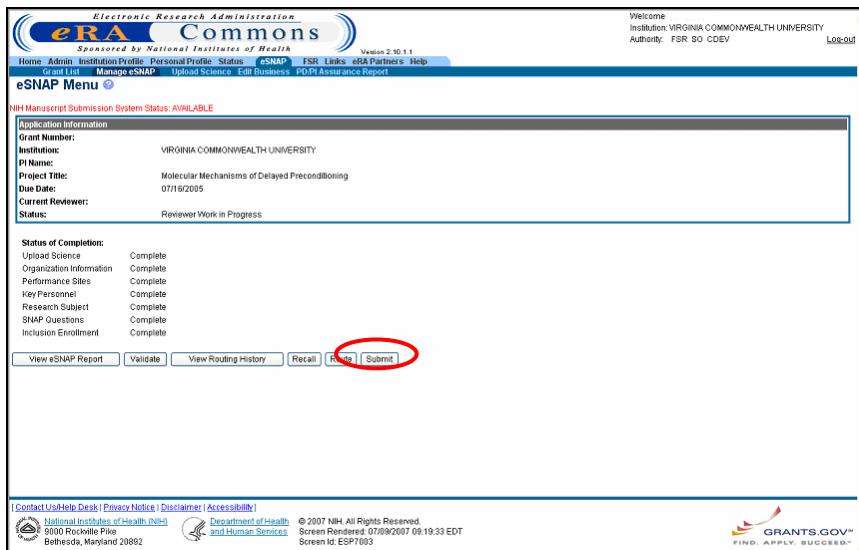 Electronic Research Administration
eRA Commons
Sponsored by National Institutes of Health
Version 2.10.1.1
Welcome
Institution: VIRGINIA COMMONWEALTH UNIVERSITY
Authority: FSR SO CDEV
Log-out
Home Admin Institution Profile Personal Profile Status eSNAP FSR Links eRA Partners Help
Grant List Manage eSNAP Upload Science Edit Business PD/PI Assurance Report
eSNAP Menu ?
NIH Manuscript Submission System Status: AVAILABLE
Application Information
Grant Number:
Institution: VIRGINIA COMMONWEALTH UNIVERSITY
PI Name:
Project Title: Molecular Mechanisms of Delayed Preconditioning
Due Date: 07/16/2005
Current Reviewer:
Status: Reviewer Work in Progress
Status of Completion:
Upload Science Complete
Organization Information Complete
Performance Sites Complete
Key Personnel Complete
Research Subject Complete
SNAP Questions Complete
Inclusion Enrollment Complete
View eSNAP Report Validate View Routing History Recall Route Submit
[ Contact Us/Help Desk | Privacy Notice | Disclaimer | Accessibility ]
National Institutes of Health (NIH)
9000 Rockville Pike
Bethesda, Maryland 20892
Department of Health
and Human Services
© 2007 NIH. All Rights Reserved.
Screen Rendered: 07/09/2007 09:19:33 EDT
Screen Id: ESP7003
GRANTS.GOV℠
FIND. APPLY. SUCCEED.℠